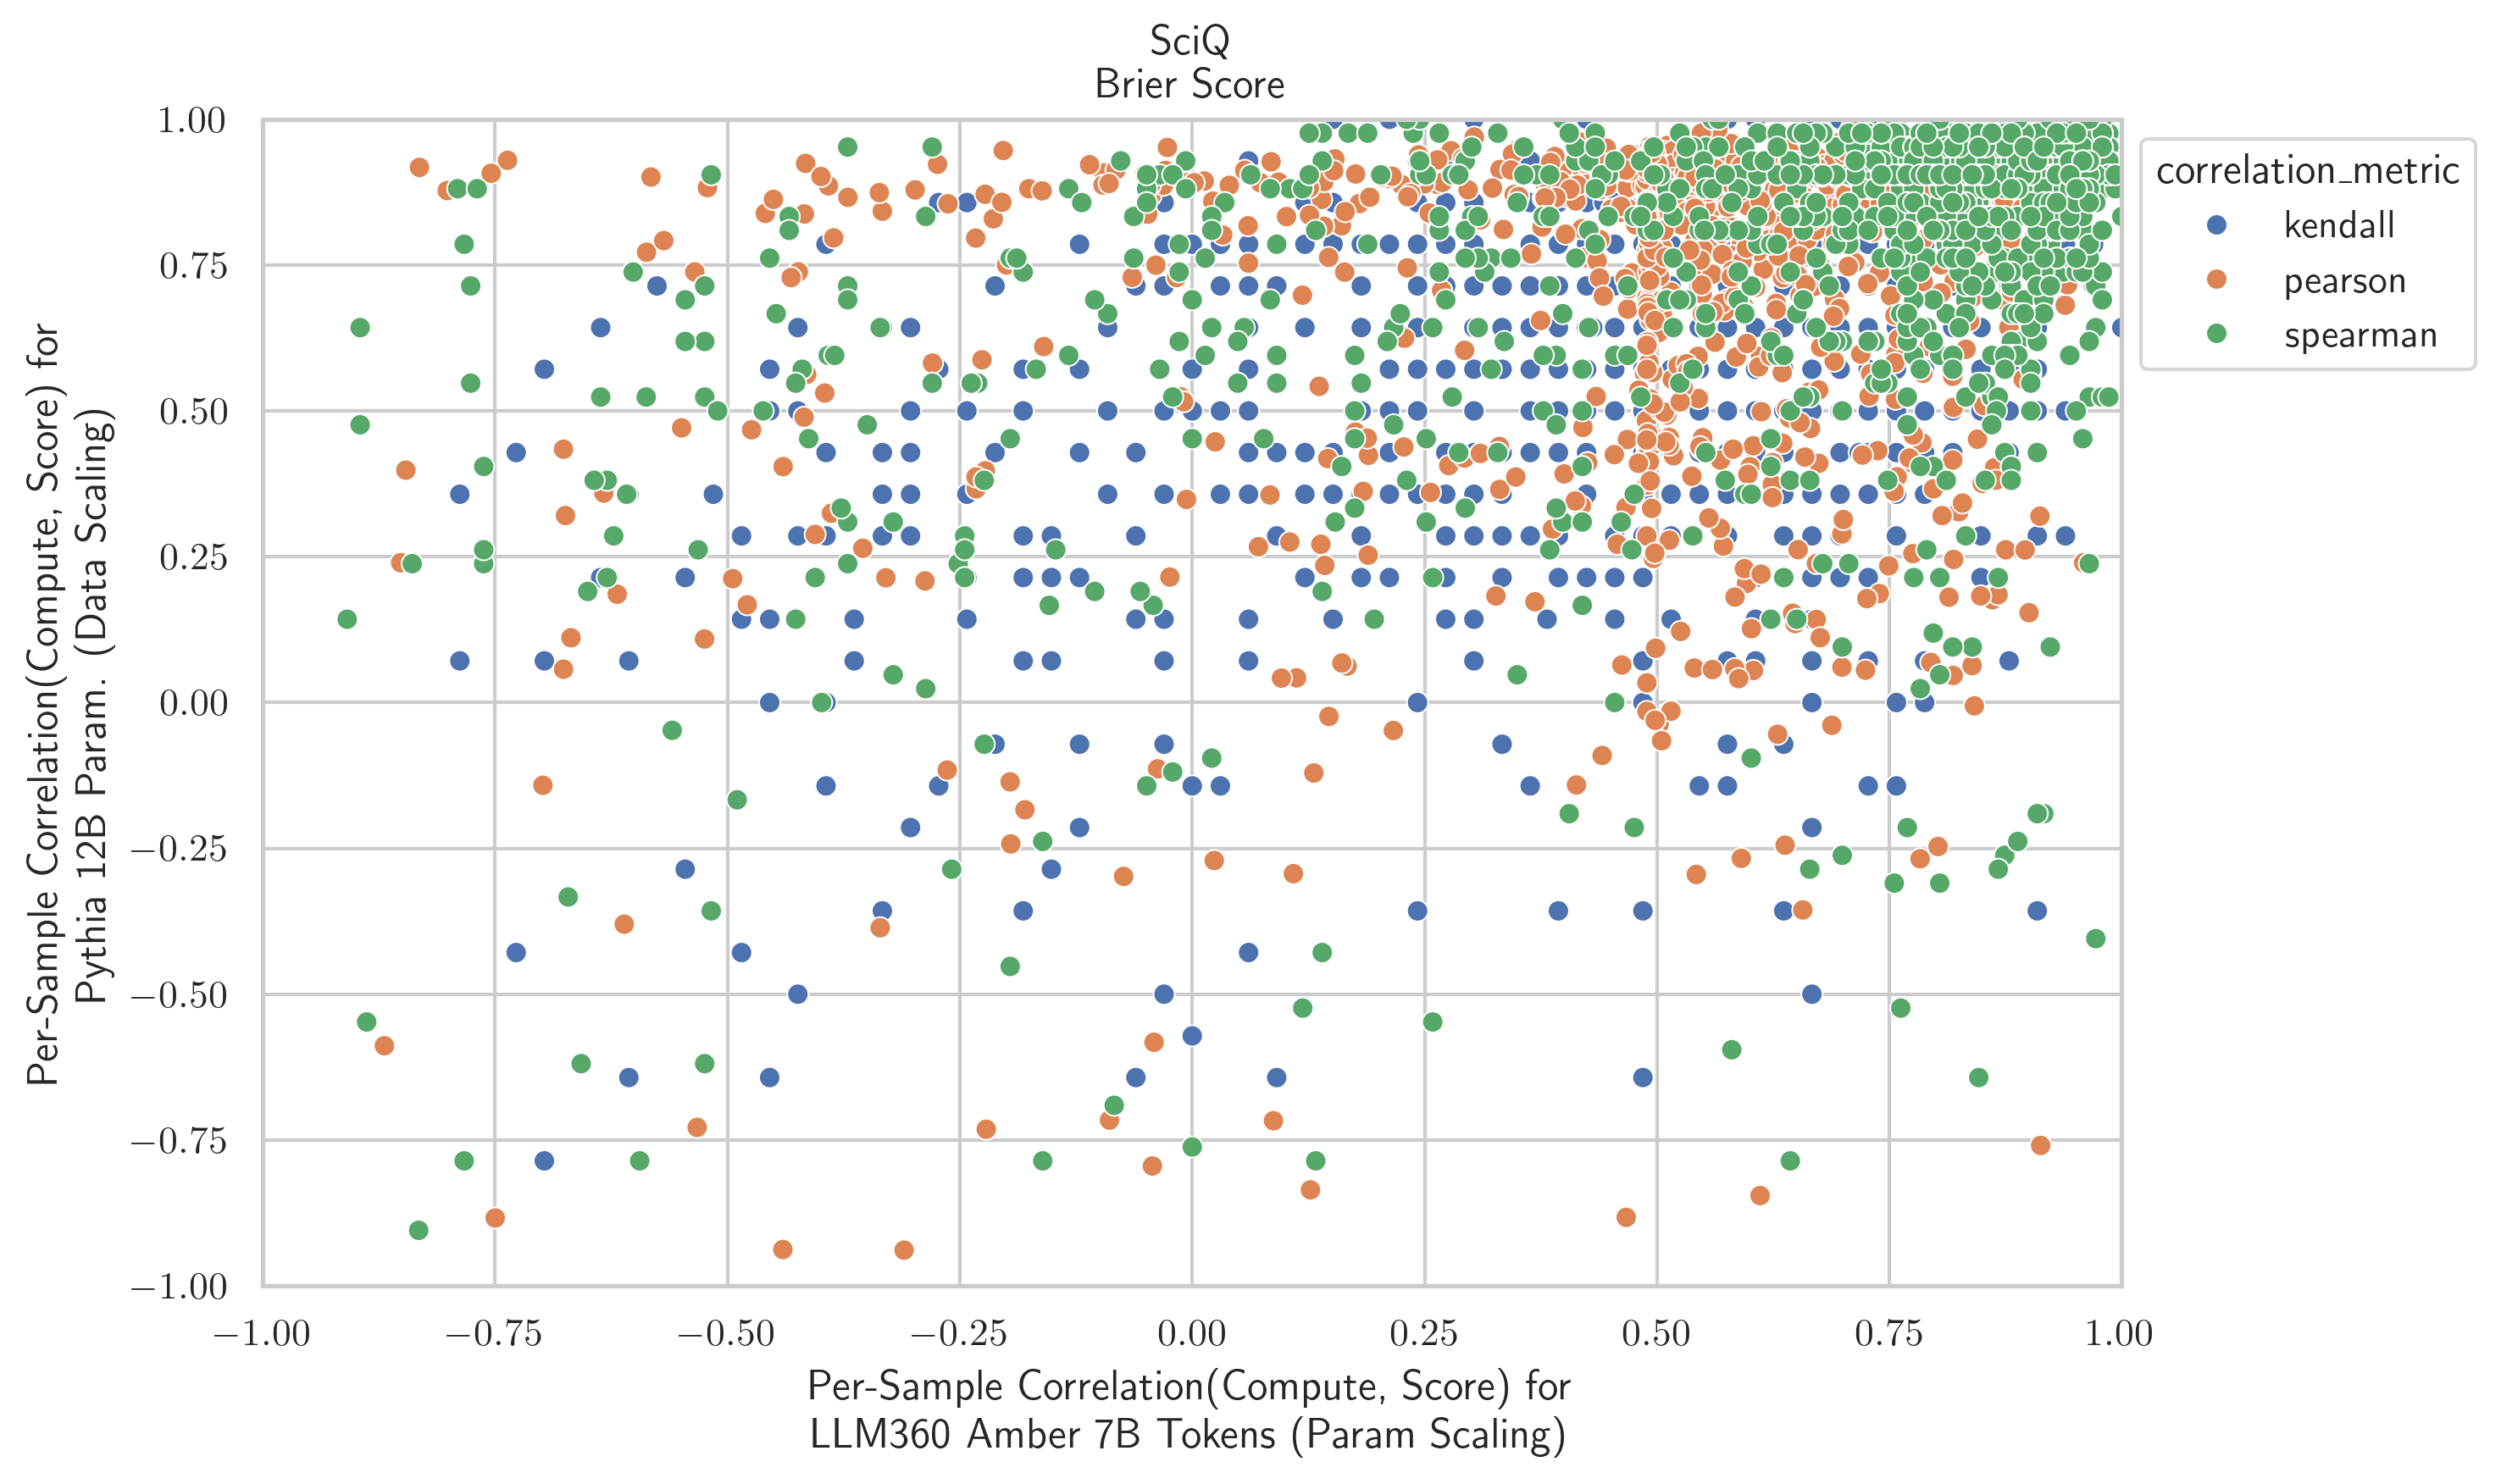 SciQ
Brier Score
1.00
0.75
0.50
0.25
0.00
−0.25
−0.50
−0.75
−1.00
Per-Sample Correlation(Compute, Score) for
Pythia 12B Param. (Data Scaling)
−1.00 −0.75 −0.50 −0.25 0.00 0.25 0.50 0.75 1.00
Per-Sample Correlation(Compute, Score) for
LLM360 Amber 7B Tokens (Param Scaling)
correlation_metric
kendall
pearson
spearman